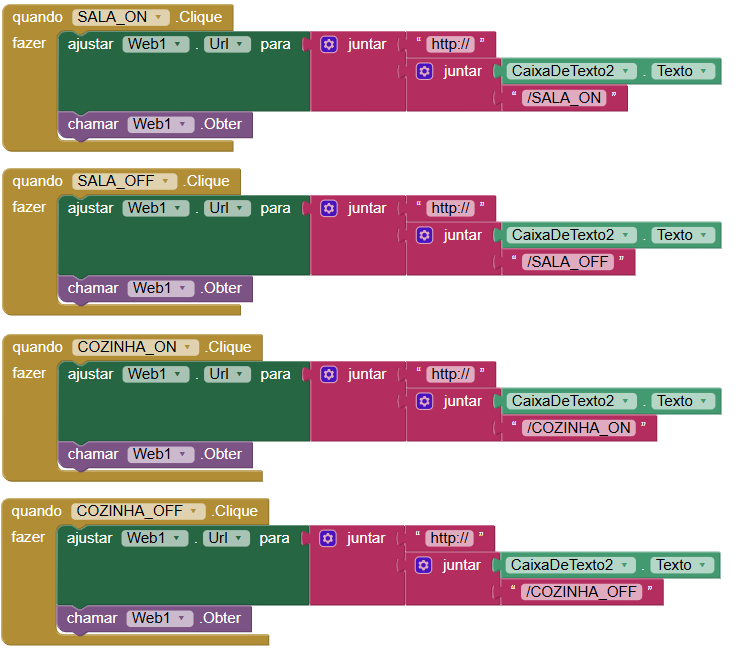 quando SALA_ON .Clique
fazer ajustar Web1 . Url para juntar “ http:// ”
juntar CaixaDeTexto2 . Texto
“ /SALA_ON ”
chamar Web1 .Obter
quando SALA_OFF .Clique
fazer ajustar Web1 . Url para juntar “ http:// ”
juntar CaixaDeTexto2 . Texto
“ /SALA_OFF ”
chamar Web1 .Obter
quando COZINHA_ON .Clique
fazer ajustar Web1 . Url para juntar “ http:// ”
juntar CaixaDeTexto2 . Texto
“ /COZINHA_ON ”
chamar Web1 .Obter
quando COZINHA_OFF .Clique
fazer ajustar Web1 . Url para juntar “ http:// ”
juntar CaixaDeTexto2 . Texto
“ /COZINHA_OFF ”
chamar Web1 .Obter